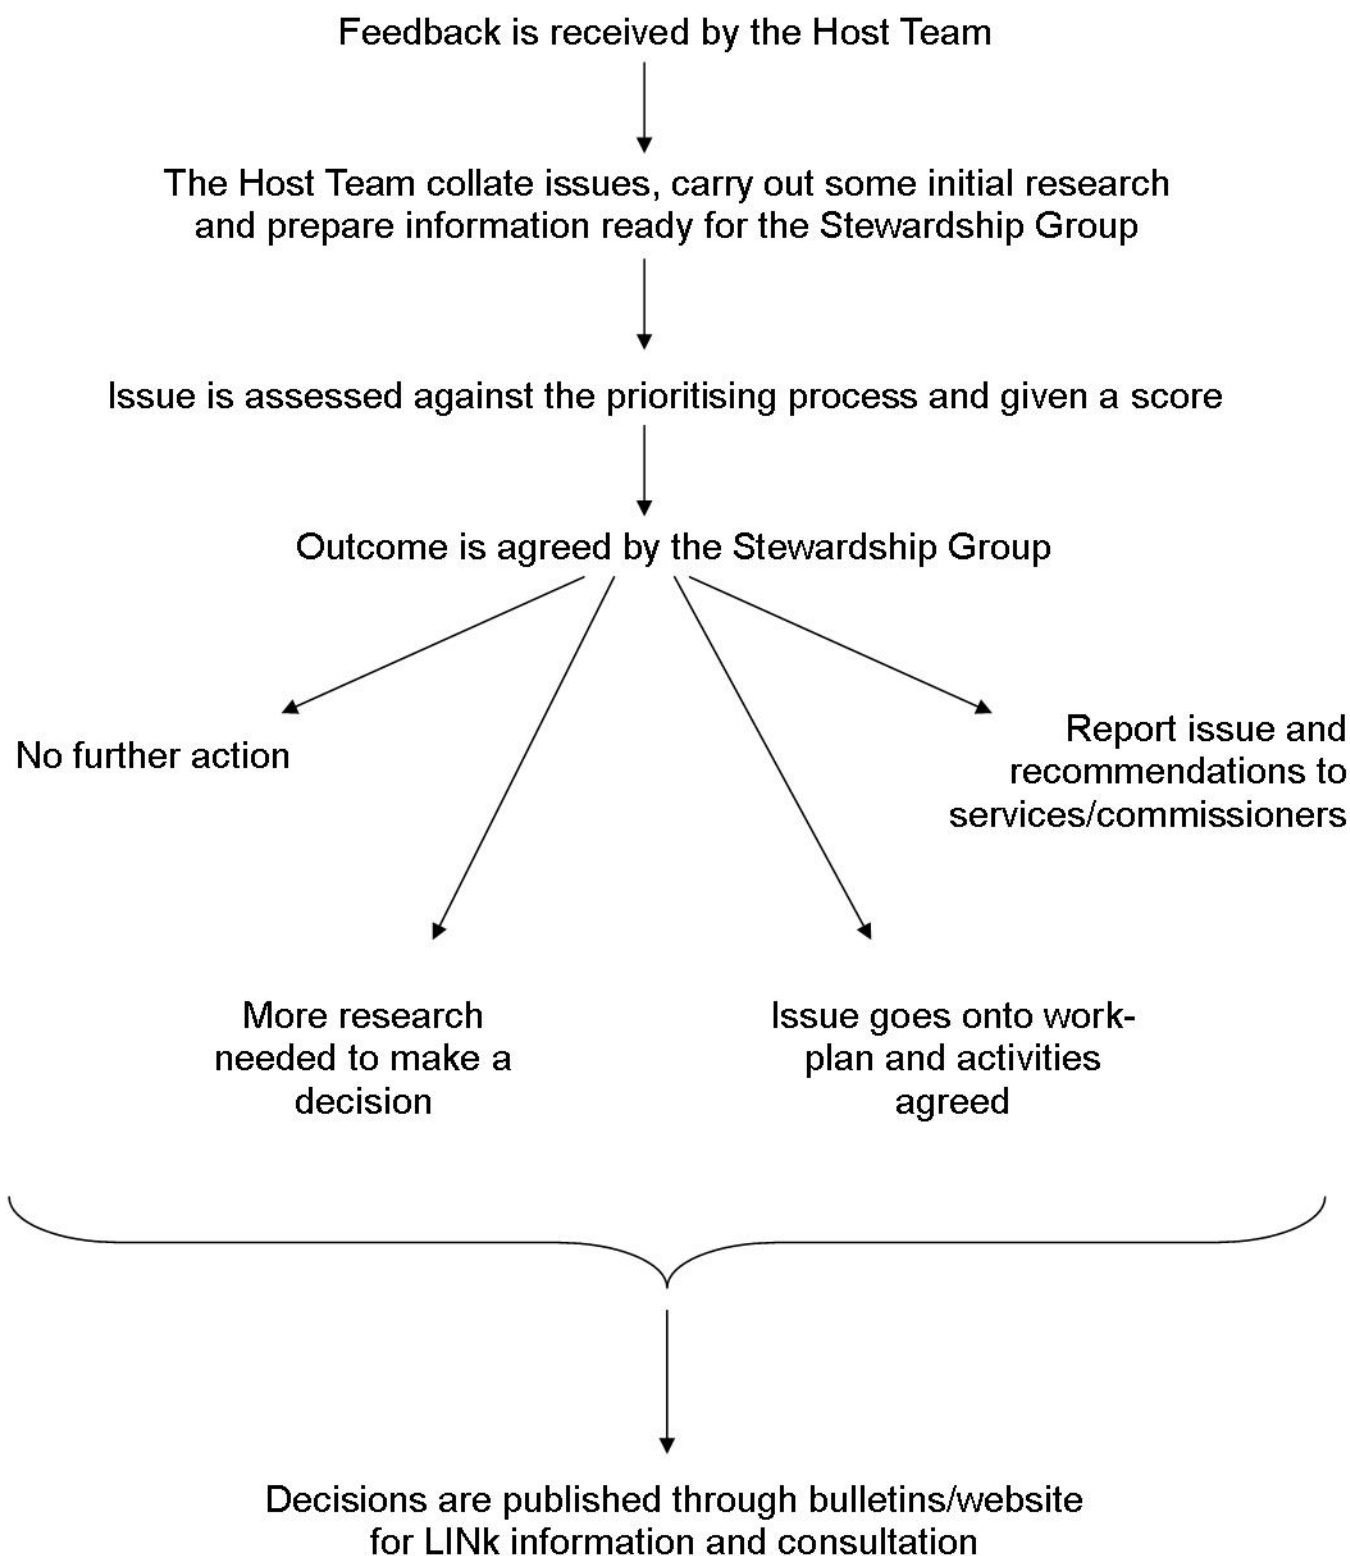 Feedback is received by the Host Team
The Host Team collate issues, carry out some initial research
and prepare information ready for the Stewardship Group
Issue is assessed against the prioritising process and given a score
Outcome is agreed by the Stewardship Group
No further action
Report issue and
recommendations to
services/commissioners
More research
needed to make a
decision
Issue goes onto work-
plan and activities
agreed
Decisions are published through bulletins/website
for LINk information and consultation